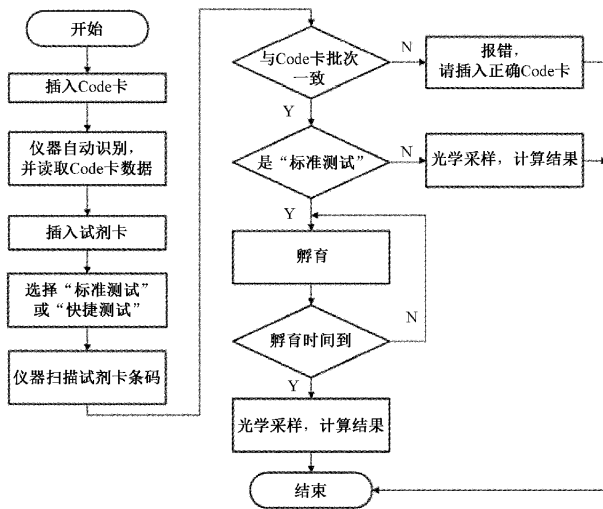 开始
插入Code卡
仪器自动识别,
并读取Code卡数据
插入试剂卡
选择“标准测试”
或“快捷测试”
仪器扫描试剂卡条码
与Code卡批次
一致
N
报错,
请插入正确Code卡
Y
是“标准测试”
N
光学采样，计算结果
Y
孵育
孵育时间到
N
Y
光学采样，计算结果
结束